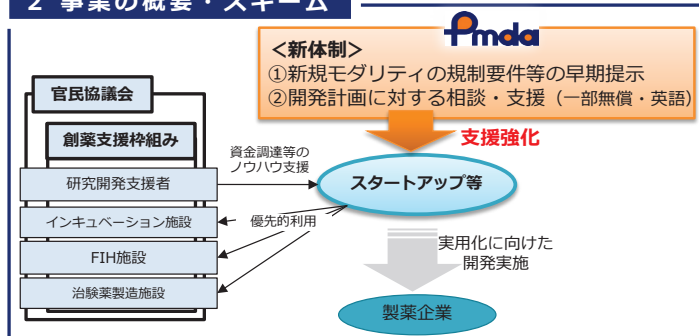 2 事業の概要・スキーム
Pmda
<新体制>
①新規モダリティの規制要件等の早期提示
②開発計画に対する相談・支援（一部無償・英語）
官民協議会
創薬支援枠組み
支援強化
資金調達等の
ノウハウ支援
研究開発支援者
スタートアップ等
インキュベーション施設
優先的利用
FIH施設
実用化に向けた
開発実施
治験薬製造施設
製薬企業